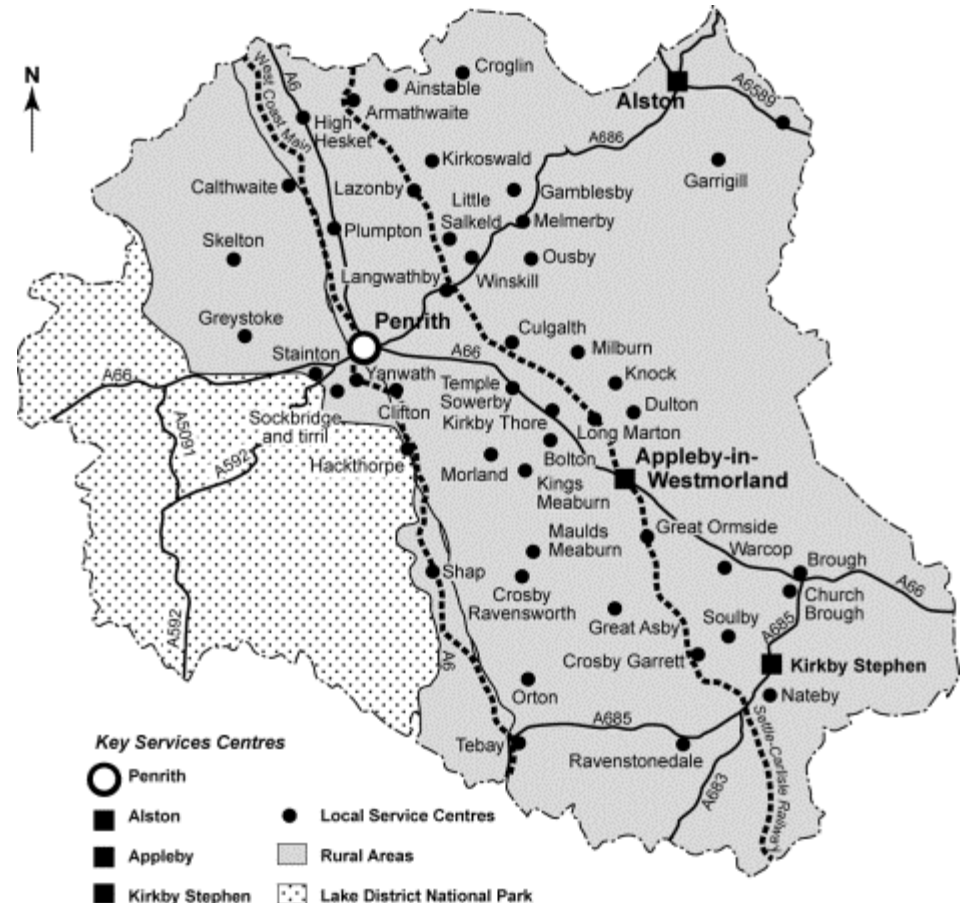 N
Croglin
Ainstable
Armathwaite
West Coast Main
A6
High
Hesket
Alston
A6589
A686
Kirkoswald
Garrigill
Calthwaite
Lazonby
Little
Salkeld
Gamblesby
Melmerby
Plumpton
Skelton
Ousby
Langwathby
Winskill
Greystoke
Penrith
Culgalth
Milburn
Stainton
A66
Yanwath
Knock
A66
Temple
Sowerby
Dulton
Sockbridge
and tirril
Clifton
Kirkby Thore
Long Marton
A5091
A592
Hackthorpe
Morland
Bolton
Appleby-in-
Westmorland
Kings
Meaburn
Great Ormside
Maulds
Meaburn
Warcop
Brough
Shap
Crosby
Ravensworth
Church
Brough
A66
A592
Great Asby
Soulby
A685
A6
Crosby Garrett
Kirkby Stephen
Orton
Nateby
A685
Tebay
Ravenstonedale
A683
Settle-Carlisle Railway
Key Services Centres
Penrith
Alston
Local Service Centres
Appleby
Rural Areas
Kirkby Stephen
Lake District National Park